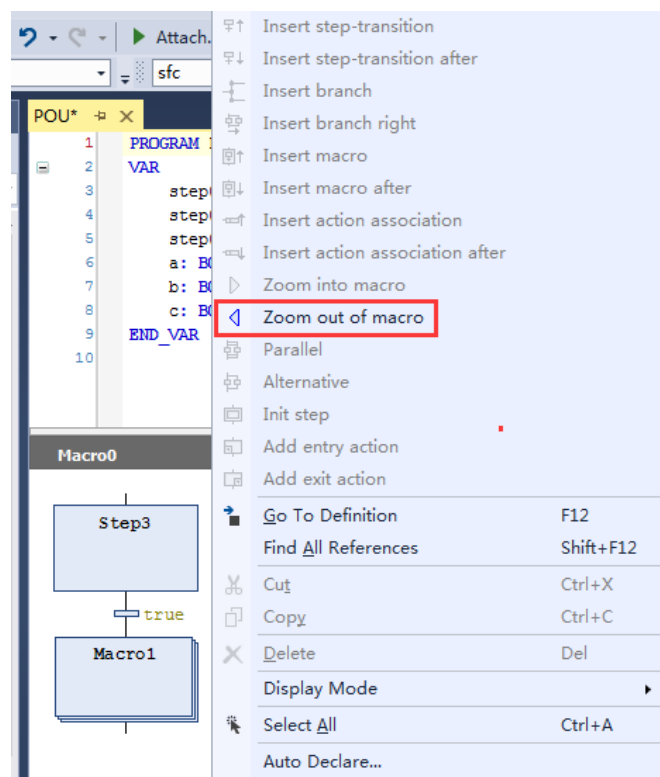 Attach.
sfc
POU*
1 PROGRAM
2 VAR
3 step
4 step
5 step
6 a: B
7 b: B
8 c: B
9 END_VAR
10
Macro0
Step3
true
Macro1
Insert step-transition
Insert step-transition after
Insert branch
Insert branch right
Insert macro
Insert macro after
Insert action association
Insert action association after
Zoom into macro
Zoom out of macro
Parallel
Alternative
Init step
Add entry action
Add exit action
Go To Definition F12
Find All References Shift+F12
Cut Ctrl+X
Copy Ctrl+C
Delete Del
Display Mode
Select All Ctrl+A
Auto Declare...